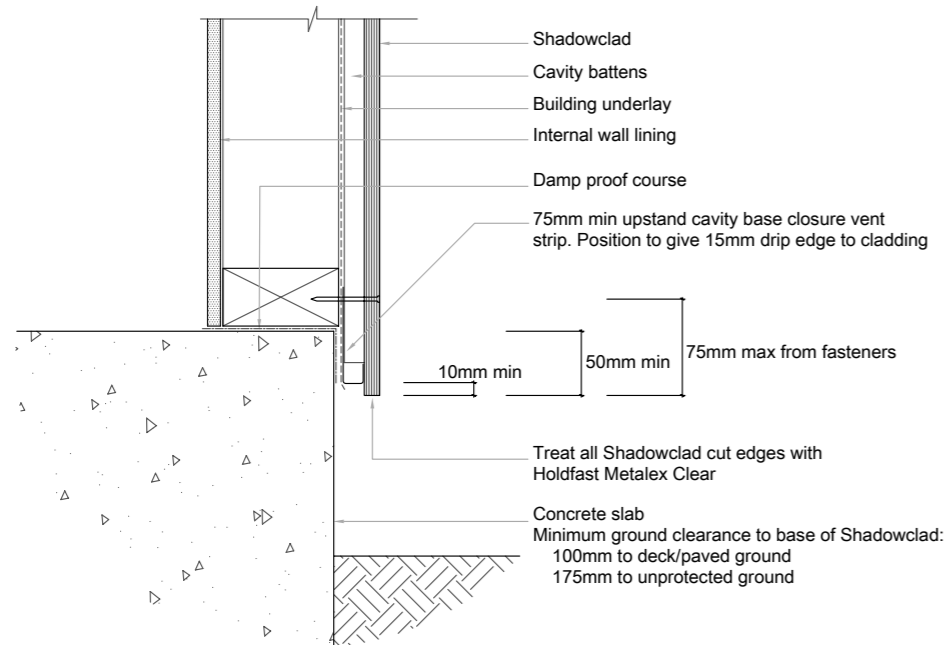 Shadowclad
Cavity battens
Building underlay
Internal wall lining
Damp proof course
75mm min upstand cavity base closure vent
strip. Position to give 15mm drip edge to cladding
10mm min
50mm min
75mm max from fasteners
Treat all Shadowclad cut edges with
Holdfast Metalex Clear
Concrete slab
Minimum ground clearance to base of Shadowclad:
100mm to deck/paved ground
175mm to unprotected ground